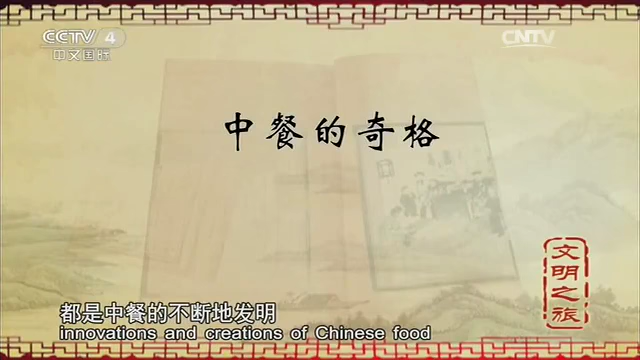 CCTV 4
CNTV
中文国际
中餐的奇格
文明之旅
都是中餐的不断地发明
innovations and creations of Chinese food